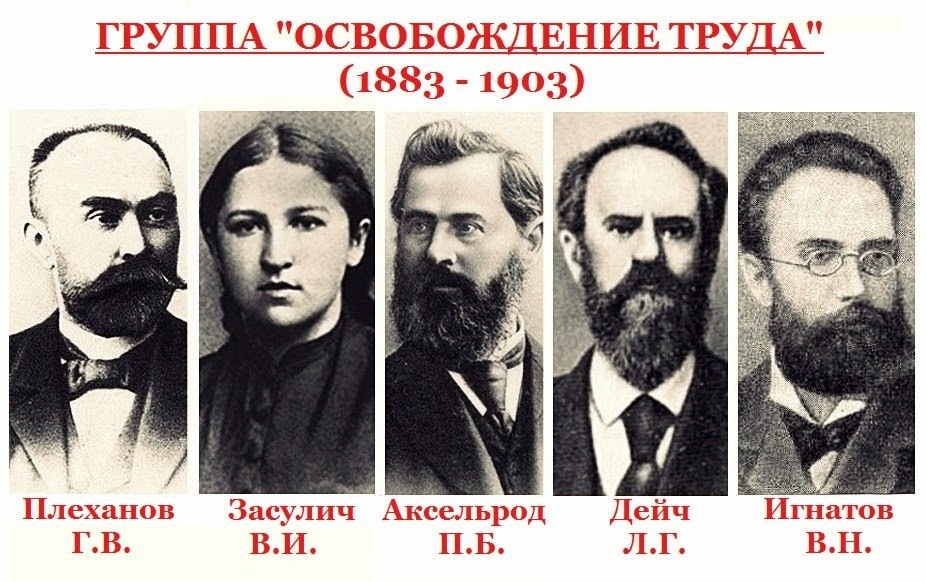 ГРУППА "ОСВОБОЖДЕНИЕ ТРУДА"
(1883 - 1903)
Плеханов Засулич Аксельрод Дейч Игнатов
Г.В. В.И. П.Б. Л.Г. В.Н.